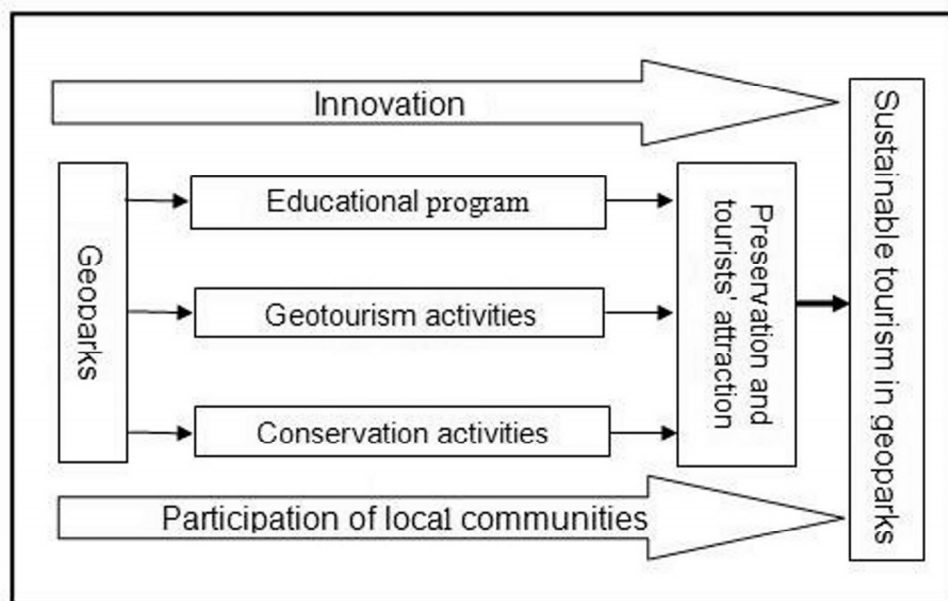 Innovation
Geoparks
Educational program
Geotourism activities
Conservation activities
Preservation and
tourists' attraction
Participation of local communities
Sustainable tourism in geoparks